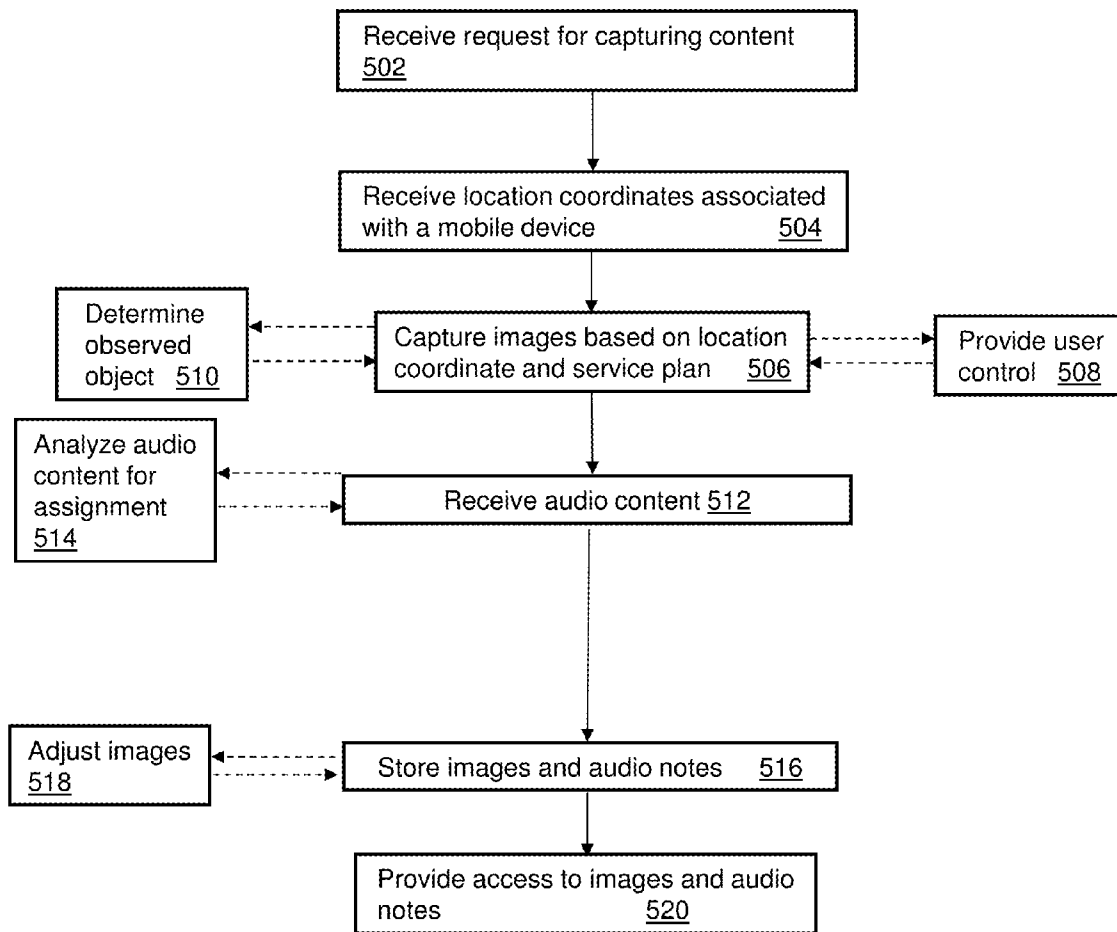 Receive request for capturing content
502
Receive location coordinates associated
with a mobile device 504
Determine
observed
object 510
Capture images based on location
coordinate and service plan 506
Provide user
control 508
Analyze audio
content for
assignment
514
Receive audio content 512
Adjust images
518
Store images and audio notes 516
Provide access to images and audio
notes 520